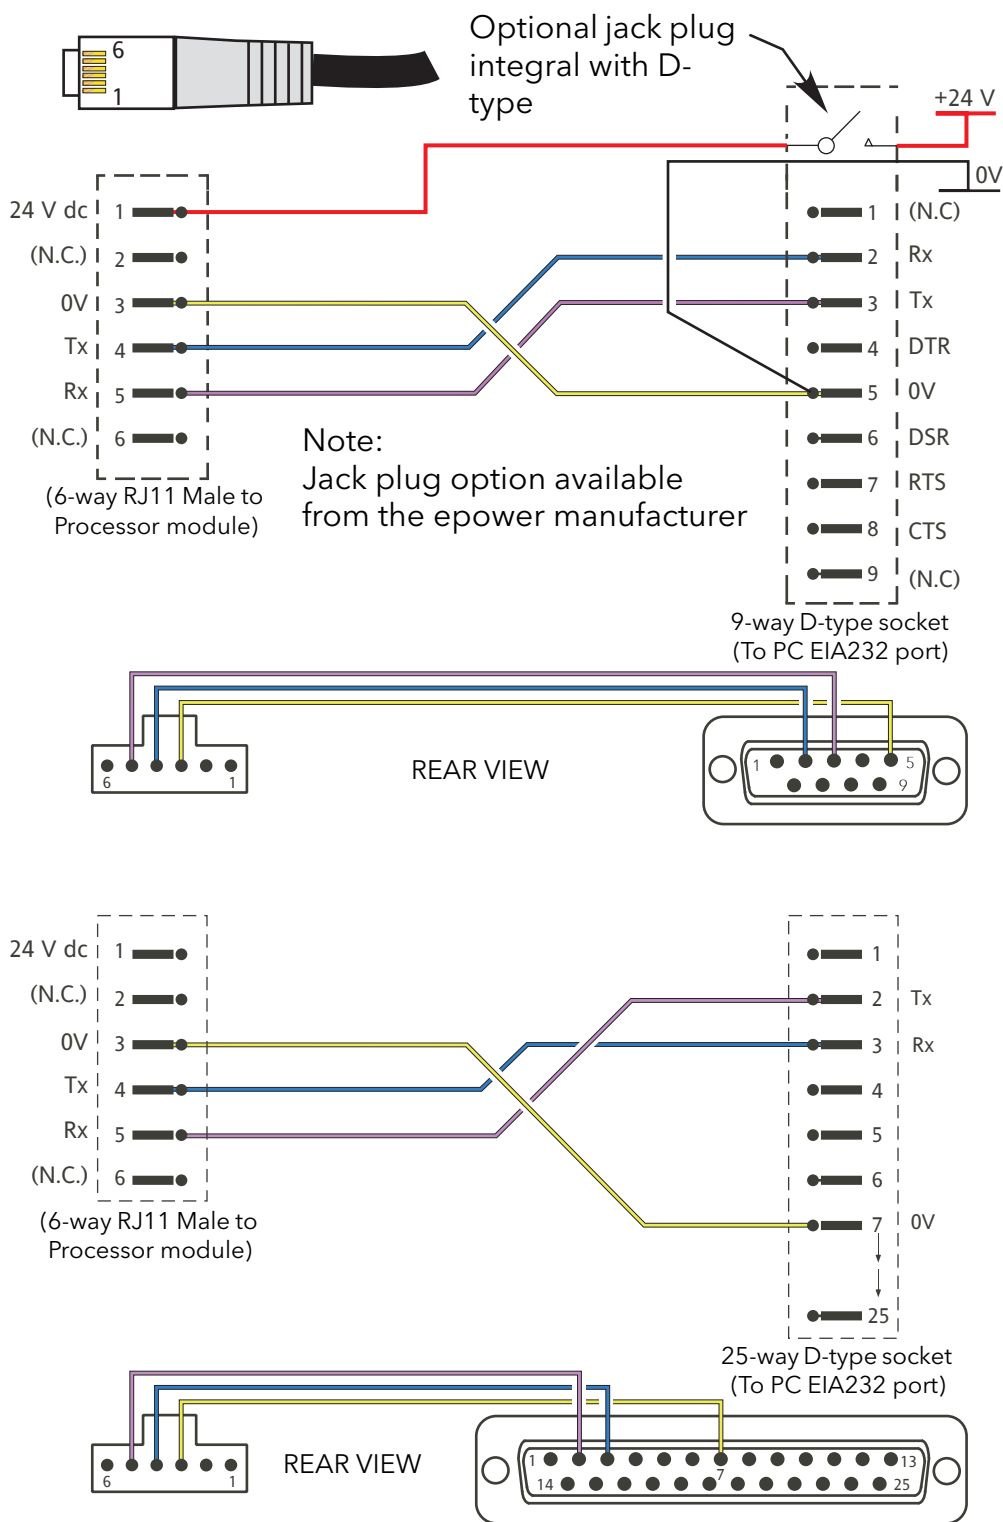 Optional jack plug
integral with D-
type
6
1
+24 V
0V
24 V dc 1
(N.C.) 2
0V 3
Tx 4
Rx 5
(N.C.) 6
(6-way RJ11 Male to
Processor module)
1 (N.C)
2 Rx
3 Tx
4 DTR
5 0V
6 DSR
7 RTS
8 CTS
9 (N.C)
9-way D-type socket
(To PC EIA232 port)
Note:
Jack plug option available
from the epower manufacturer
6 1
REAR VIEW
1 5
9
24 V dc 1
(N.C.) 2
0V 3
Tx 4
Rx 5
(N.C.) 6
(6-way RJ11 Male to
Processor module)
1
2 Tx
3 Rx
4
5
6
7 0V
25
25-way D-type socket
(To PC EIA232 port)
6 1
REAR VIEW
1 7 13
14 25